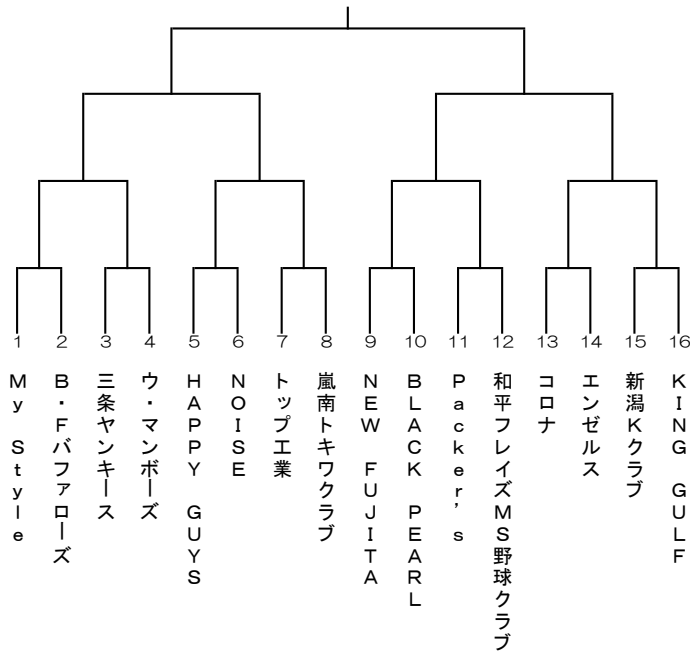 1 2 3 4 5 6 7 8 9 10 11 12 13 14 15 16
My Style
B・Fバファローズ
三条ヤンキース
ウ・マンボーズ
HAPPY GUYS
NOISE
トップ工業
嵐南トキワクラブ
NEW FUJITA
BLACK PEARL
Packer's
和平フレイズMS野球クラブ
コロナ
エンゼルス
新潟Kクラブ
KING GULF